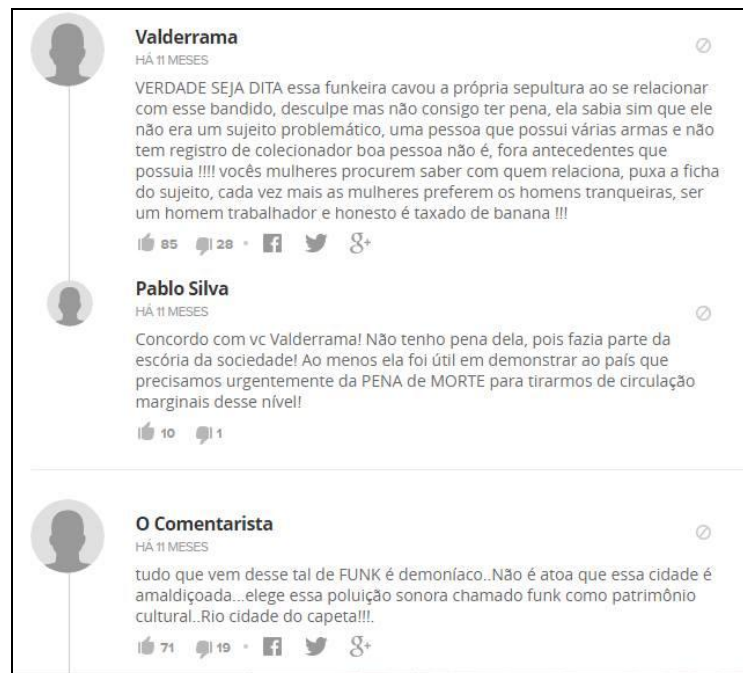 Valderrama
HÁ 11 MESES
VERDADE SEJA DITA essa funkeira cavou a própria sepultura ao se relacionar
com esse bandido, desculpe mas não consigo ter pena, ela sabia sim que ele
não era um sujeito problemático, uma pessoa que possui várias armas e não
tem registro de colecionador boa pessoa não é, fora antecedentes que
possuia !!!! vocês mulheres procurem saber com quem relaciona, puxa a ficha
do sujeito, cada vez mais as mulheres preferem os homens tranqueiras, ser
um homem trabalhador e honesto é taxado de banana !!!
85 28 • f g+
Pablo Silva
HÁ 11 MESES
Concordo com vc Valderrama! Não tenho pena dela, pois fazia parte da
escória da sociedade! Ao menos ela foi útil em demonstrar ao país que
precisamos urgentemente da PENA de MORTE para tirarmos de circulação
marginais desse nível!
10 1
O Comentarista
HÁ 11 MESES
tudo que vem desse tal de FUNK é demoníaco..Não é atoa que essa cidade é
amaldiçoada...elege essa poluição sonora chamado funk como patrimônio
cultural..Rio cidade do capeta!!!.
71 19 • f g+